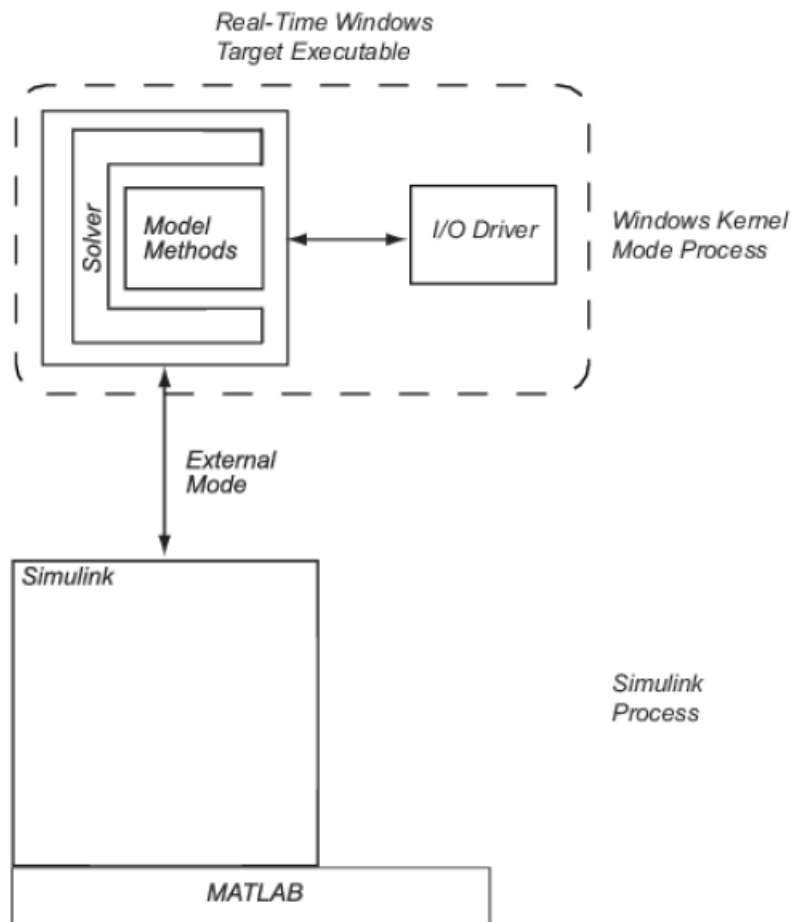 Real-Time Windows
Target Executable
Solver
Model
Methods
I/O Driver
Windows Kernel
Mode Process
External
Mode
Simulink
Simulink
Process
MATLAB